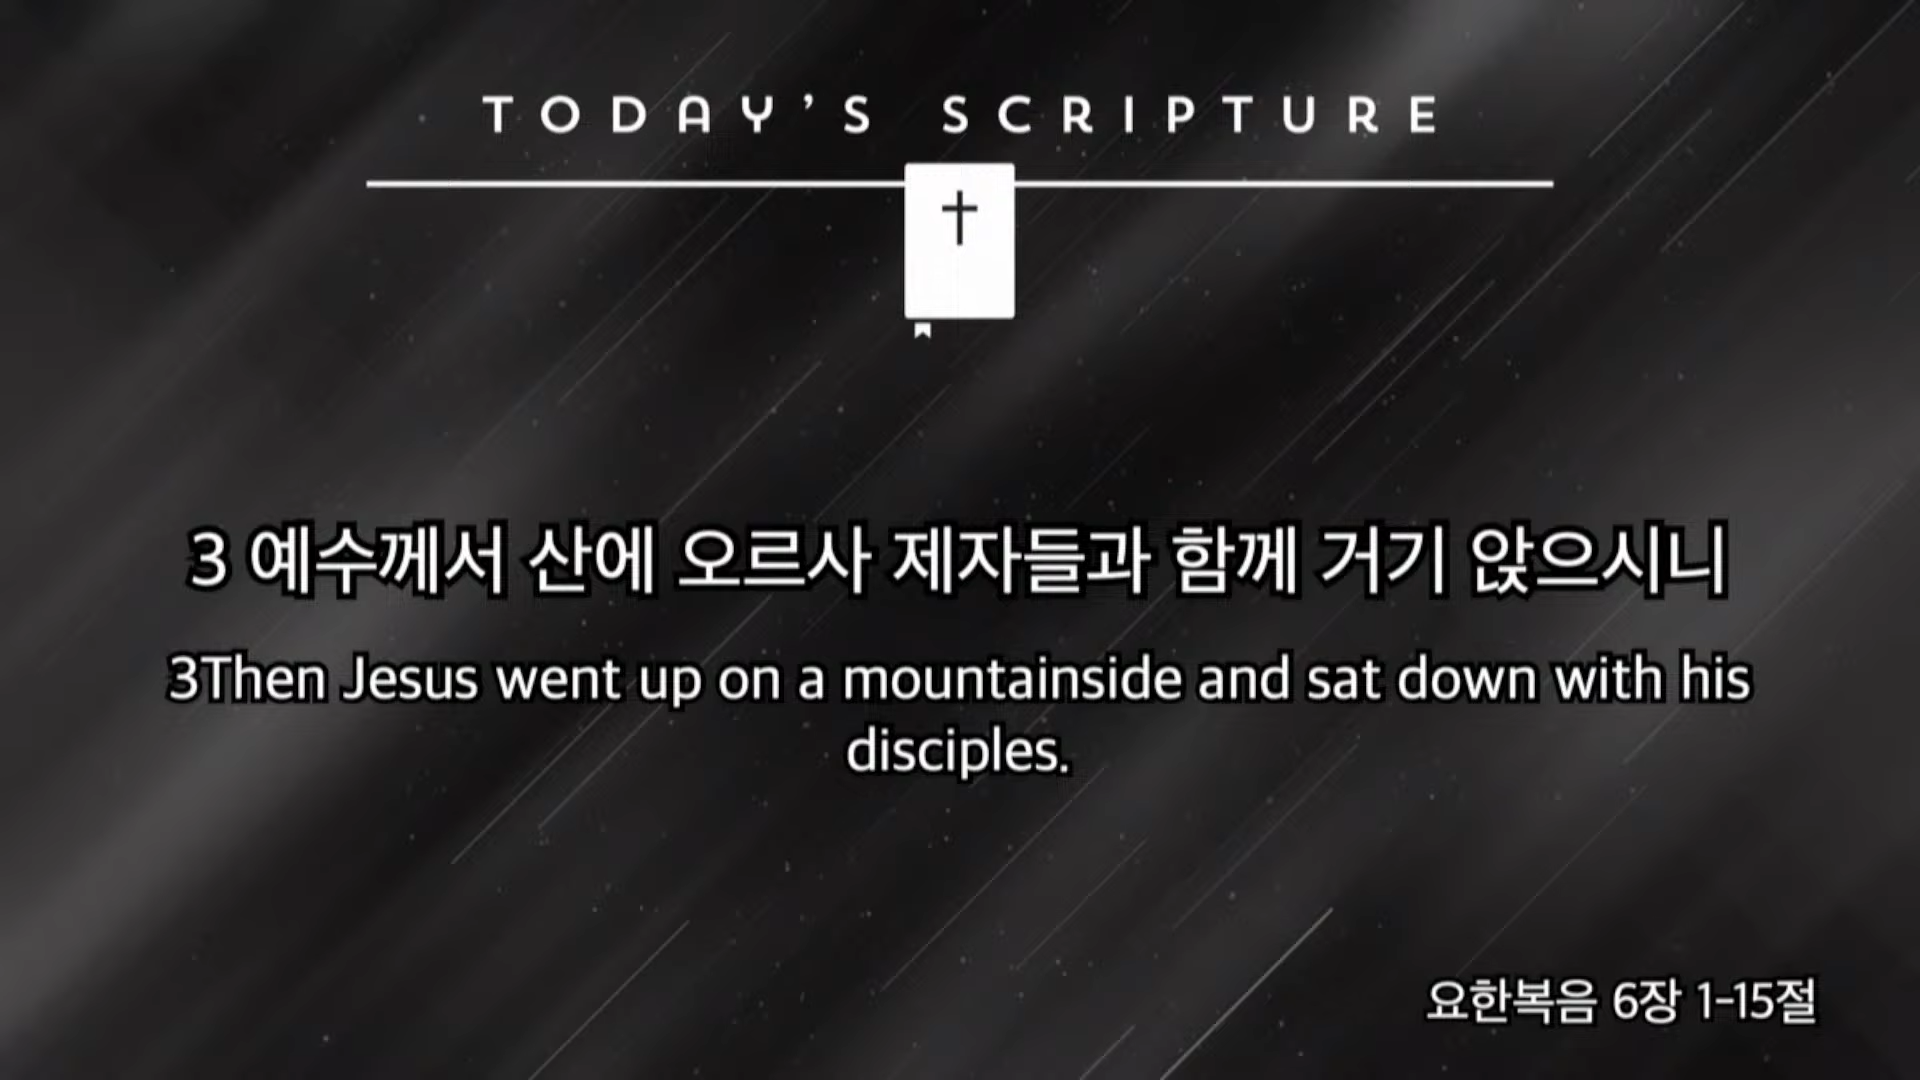 TODAY'S SCRIPTURE
3 예수께서 산에 오르사 제자들과 함께 거기 앉으시니
3Then Jesus went up on a mountainside and sat down with his
disciples.
요한복음 6장 1-15절